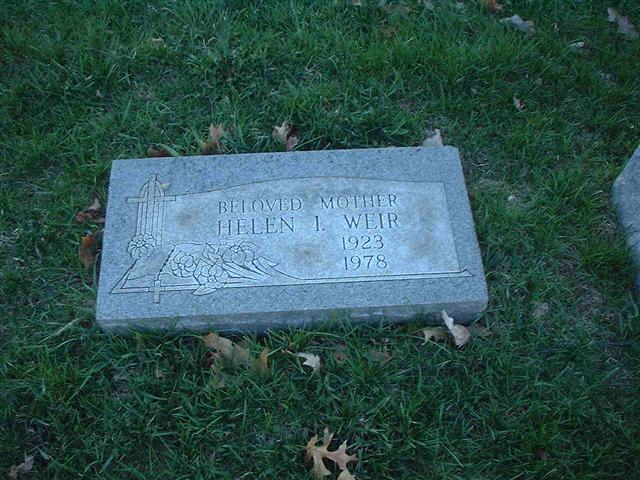 BELOVED MOTHER
HELEN I. WEIR
1923
1978